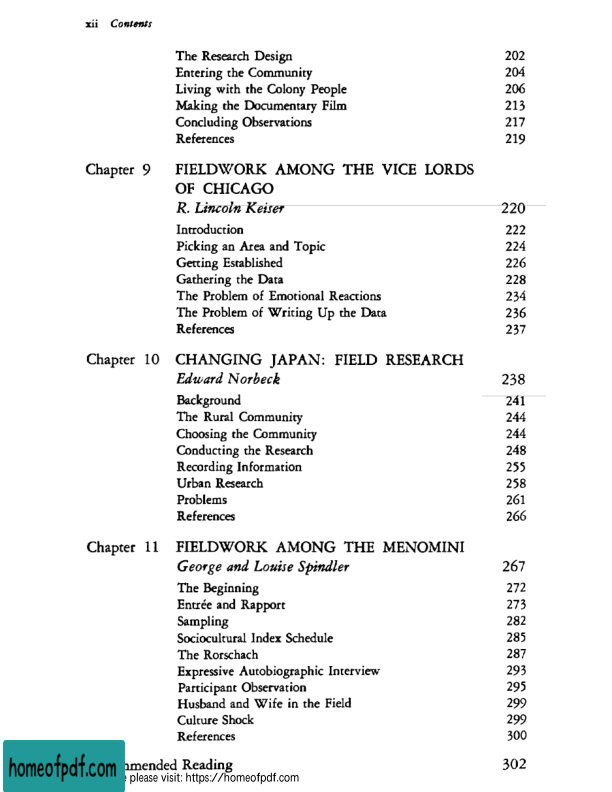 xii Contents
The Research Design 202
Entering the Community 204
Living with the Colony People 206
Making the Documentary Film 213
Concluding Observations 217
References 219
Chapter 9 FIELDWORK AMONG THE VICE LORDS
OF CHICAGO
R. Lincoln Keiser 220
Introduction 222
Picking an Area and Topic 224
Getting Established 226
Gathering the Data 228
The Problem of Emotional Reactions 234
The Problem of Writing Up the Data 236
References 237
Chapter 10 CHANGING JAPAN: FIELD RESEARCH
Edward Norbeck 238
Background 241
The Rural Community 244
Choosing the Community 244
Conducting the Research 248
Recording Information 255
Urban Research 258
Problems 261
References 266
Chapter 11 FIELDWORK AMONG THE MENOMINI
George and Louise Spindler 267
The Beginning 272
Entrée and Rapport 273
Sampling 282
Sociocultural Index Schedule 285
The Rorschach 287
Expressive Autobiographic Interview 293
Participant Observation 295
Husband and Wife in the Field 299
Culture Shock 299
References 300
mmended Reading 302
homeofpdf.com
please visit: https://homeofpdf.com